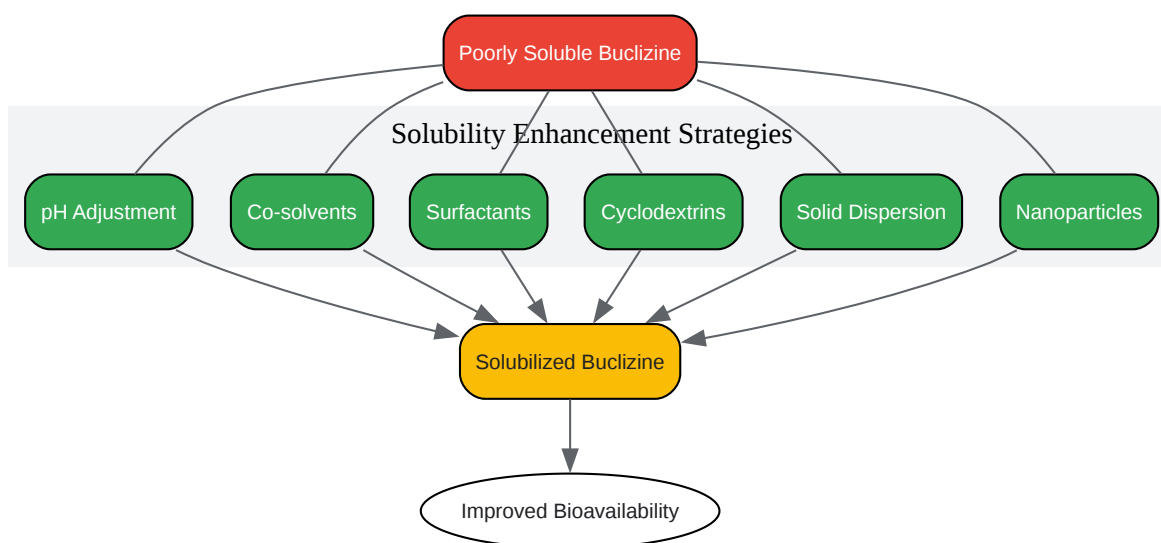 Poorly Soluble Buclizine
Solubility Enhancement Strategies
pH Adjustment
Co-solvents
Surfactants
Cyclodextrins
Solid Dispersion
Nanoparticles
Solubilized Buclizine
Improved Bioavailability